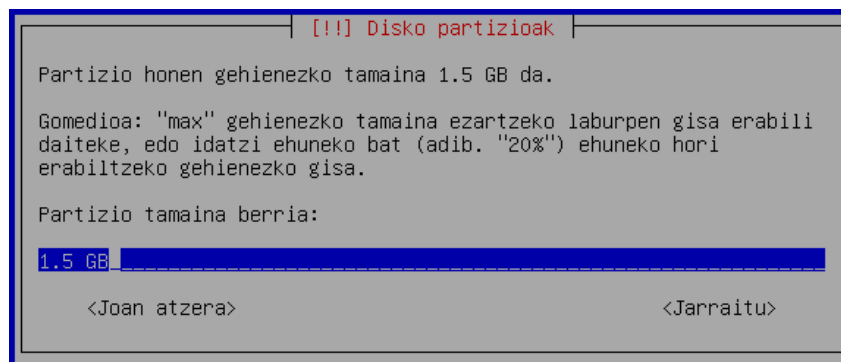 [!!] Disko partizioak
Partizio honen gehienezko tamaina 1.5 GB da.
Gomedioa: "max" gehienezko tamaina ezartzeko laburpen gisa erabili
daiteke, edo idatzi ehuneko bat (adib. "20%") ehuneko hori
erabiltzeko gehienezko gisa.
Partizio tamaina berria:
1.5 GB
<Joan atzera> <Jarraitu>